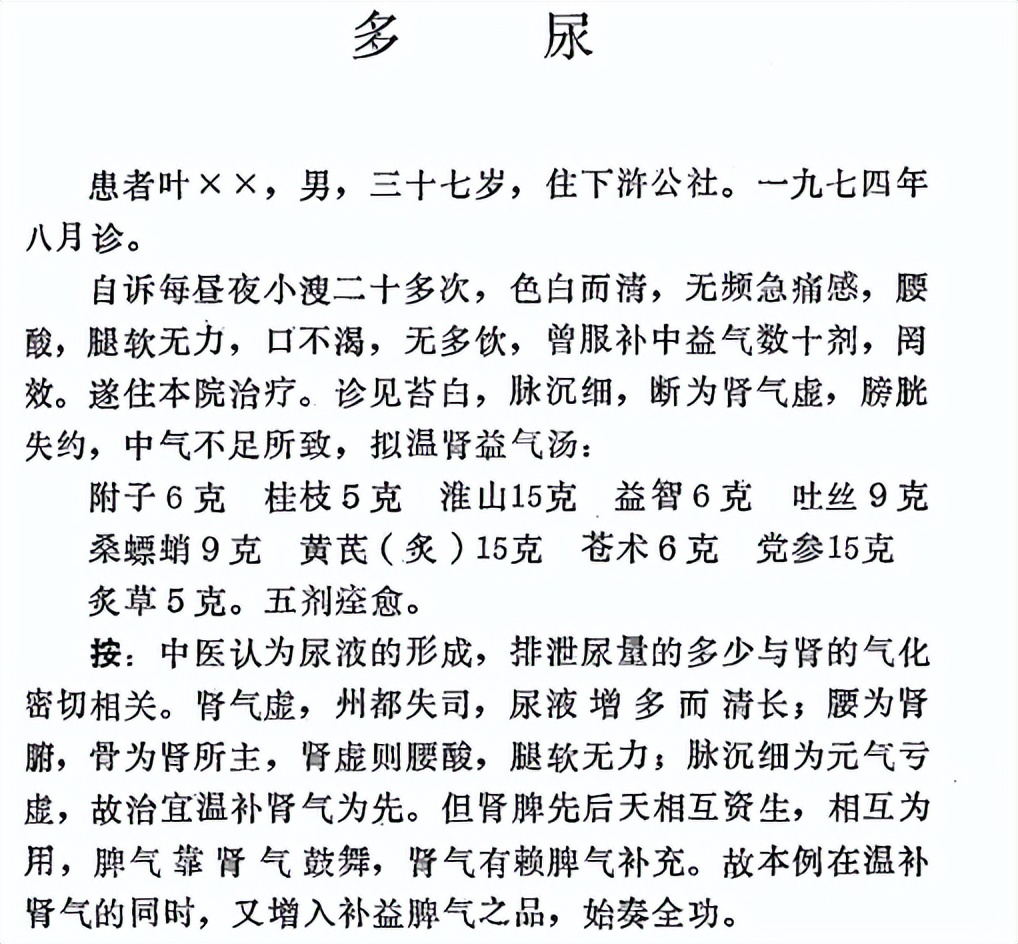 多尿
患者叶××，男，三十七岁，住下浒公社。一九七四年
八月诊。
自诉每昼夜小溲二十多次，色白而清，无频急痛感，腰
酸，腿软无力，口不渴，无多饮，曾服补中益气数十剂，罔
效。遂住本院治疗。诊见苔白，脉沉细，断为肾气虚，膀胱
失约，中气不足所致，拟温肾益气汤：
附子6克 桂枝5克 淮山15克 益智6克 吐丝9克
桑螵蛸9克 黄芪（炙）15克 苍术6克 党参15克
炙草5克。五剂痊愈。
按：中医认为尿液的形成，排泄尿量的多少与肾的气化
密切相关。肾气虚，州都失司，尿液增多而清长；腰为肾
腑，骨为肾所主，肾虚则腰酸，腿软无力；脉沉细为元气亏
虚，故治宜温补肾气为先。但肾脾先后天相互资生，相互为
用，脾气靠肾气鼓舞，肾气有赖脾气补充。故本例在温补
肾气的同时，又增入补益脾气之品，始奏全功。